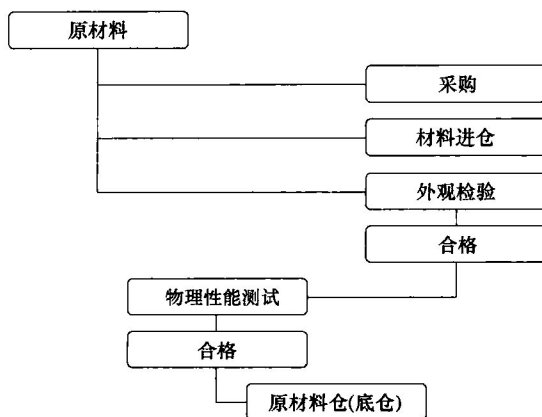 原材料
采购
材料进仓
外观检验
合格
物理性能测试
合格
原材料仓(底仓)